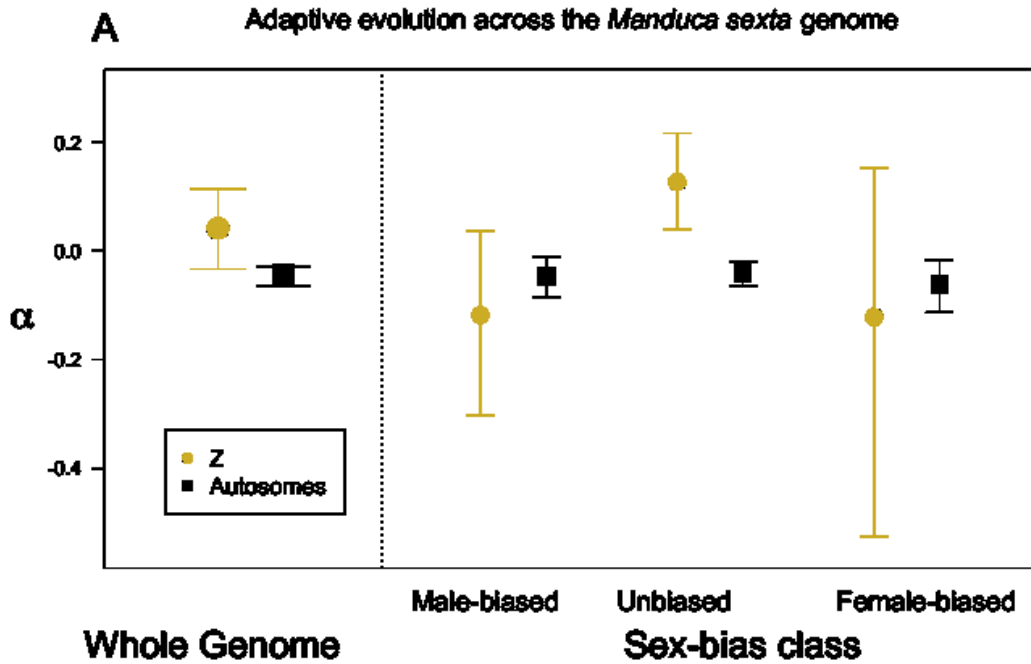 A
Adaptive evolution across the Manduca sexta genome
0.2
0.0
-0.2
-0.4
α
Z
Autosomes
Male-biased Unbiased Female-biased
Whole Genome Sex-bias class